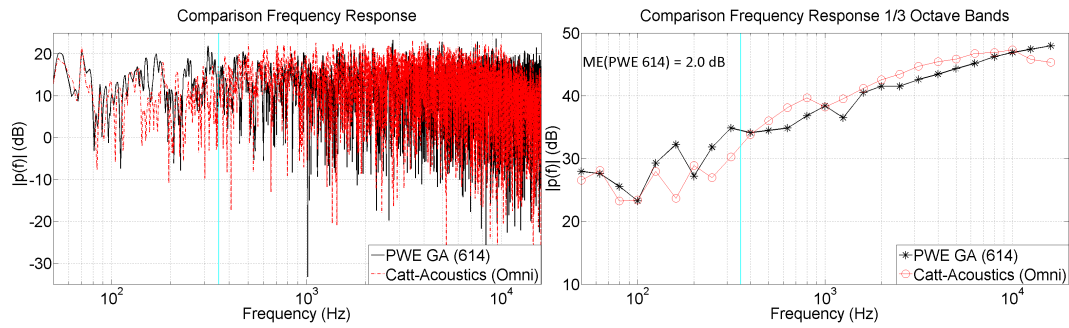 Comparison Frequency Response
|p(f)| (dB)
20
10
0
-10
-20
-30
10^2
10^3
10^4
Frequency (Hz)
PWE GA (614)
Catt-Acoustics (Omni)
Comparison Frequency Response 1/3 Octave Bands
ME(PWE 614) = 2.0 dB
|p(f)| (dB)
50
40
30
20
10
10^2
10^3
10^4
Frequency (Hz)
PWE GA (614)
Catt-Acoustics (Omni)